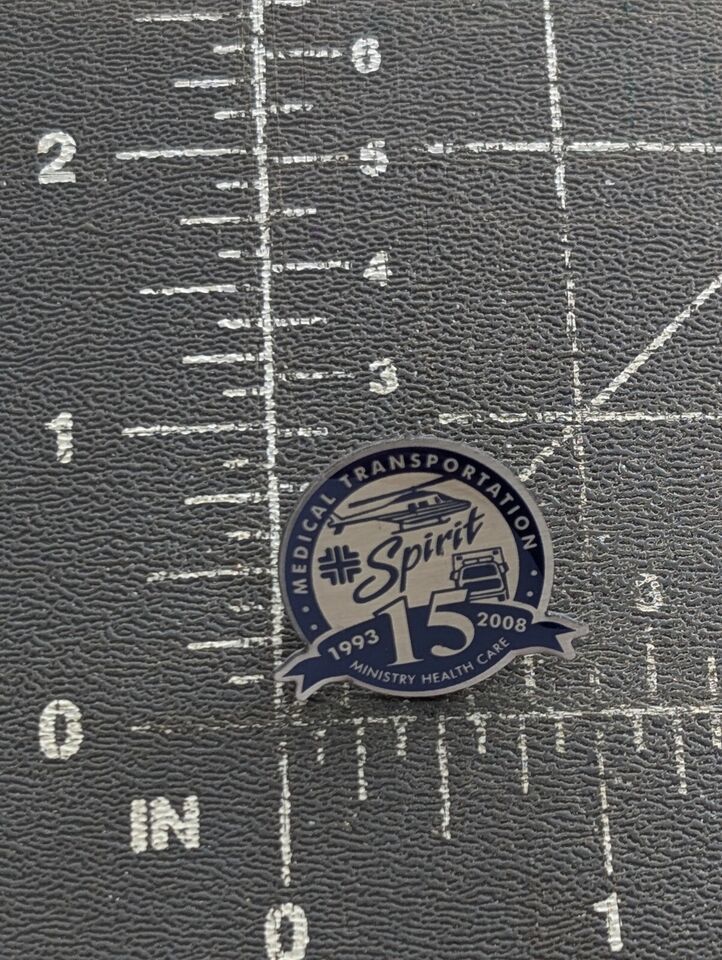 6
2
5
4
3
1
• MEDICAL TRANSPORTATION •
Spirit
1993 15 2008
MINISTRY HEALTH CARE
0
IN
0
1